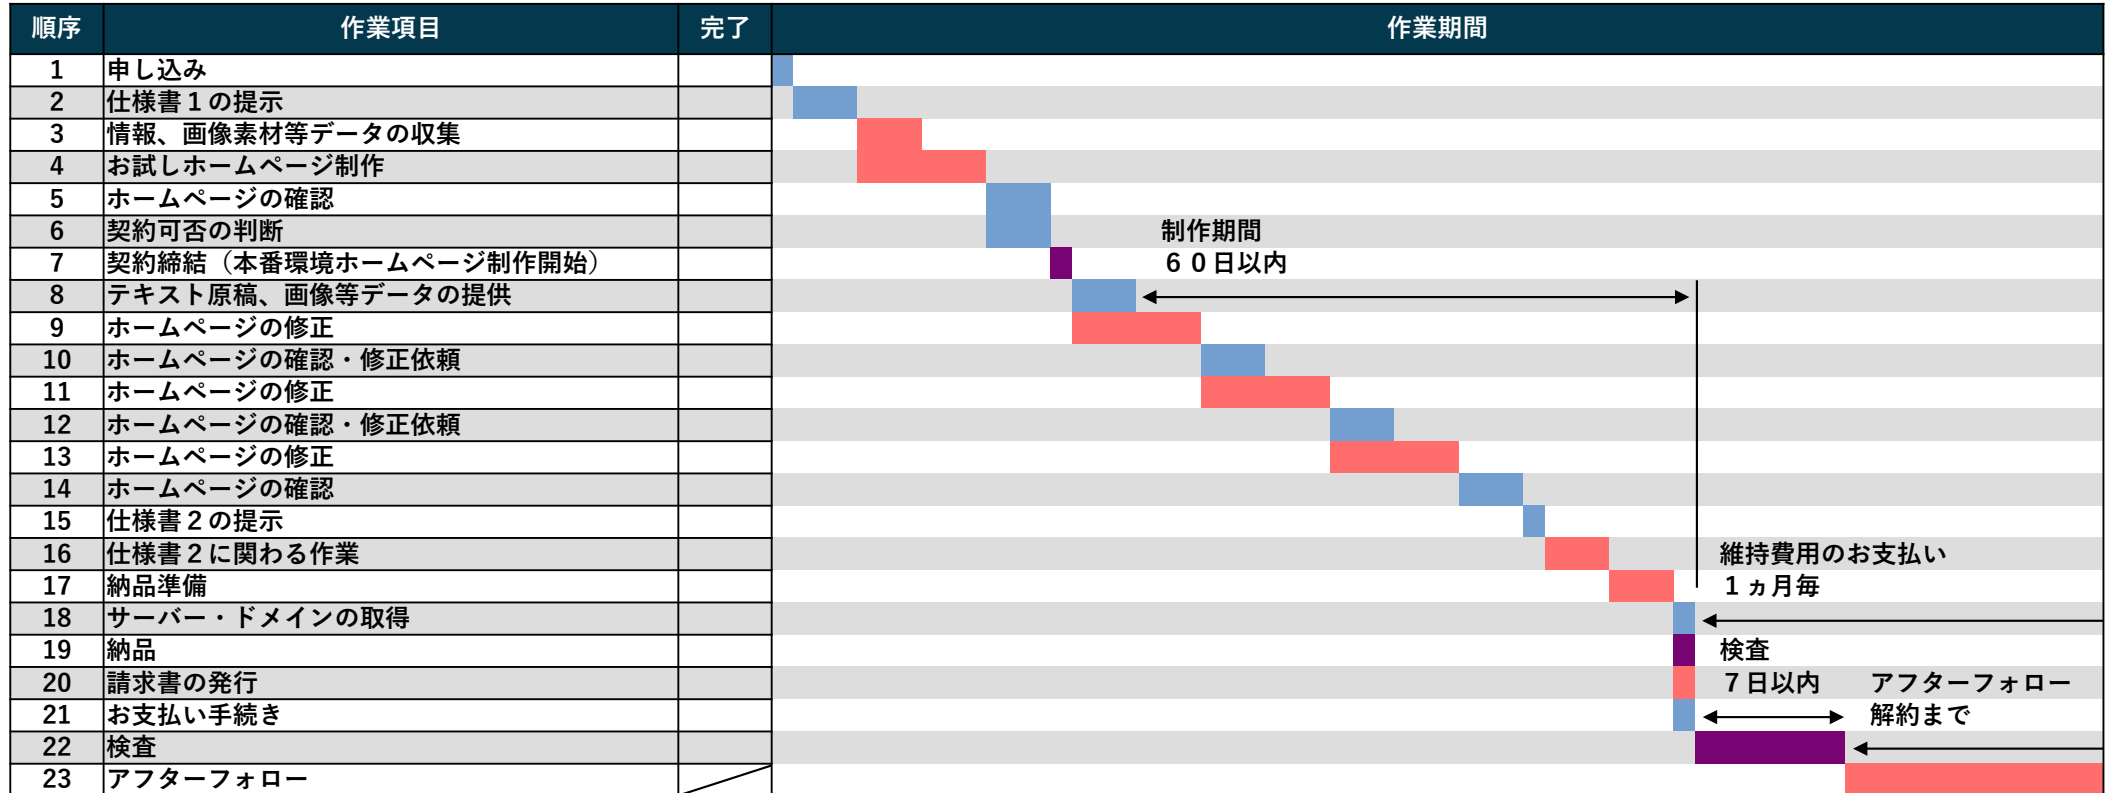 順序 作業項目 完了 作業期間
1 申し込み
2 仕様書１の提示
3 情報、画像素材等データの収集
4 お試しホームページ制作
5 ホームページの確認
6 契約可否の判断 制作期間
7 契約締結（本番環境ホームページ制作開始） ６０日以内
8 テキスト原稿、画像等データの提供
9 ホームページの修正
10 ホームページの確認・修正依頼
11 ホームページの修正
12 ホームページの確認・修正依頼
13 ホームページの修正
14 ホームページの確認
15 仕様書２の提示
16 仕様書２に関わる作業 維持費用のお支払い
17 納品準備 １ヵ月毎
18 サーバー・ドメインの取得
19 納品 検査
20 請求書の発行 ７日以内 アフターフォロー
21 お支払い手続き 解約まで
22 検査
23 アフターフォロー